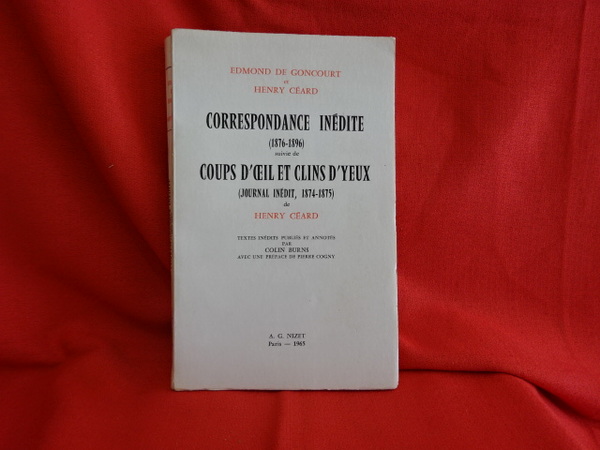 EDMOND DE GONCOURT
et
HENRY CÉARD
CORRESPONDANCE INÉDITE
(1876-1896)
suivie de
COUPS D'ŒIL ET CLINS D'YEUX
(JOURNAL INÉDIT, 1874-1875)
de
HENRY CÉARD
TEXTES INÉDITS PUBLIÉS ET ANNOTÉS
PAR
COLIN BURNS
AVEC UNE PRÉFACE DE PIERRE COGNY
A. G. NIZET
Paris — 1965